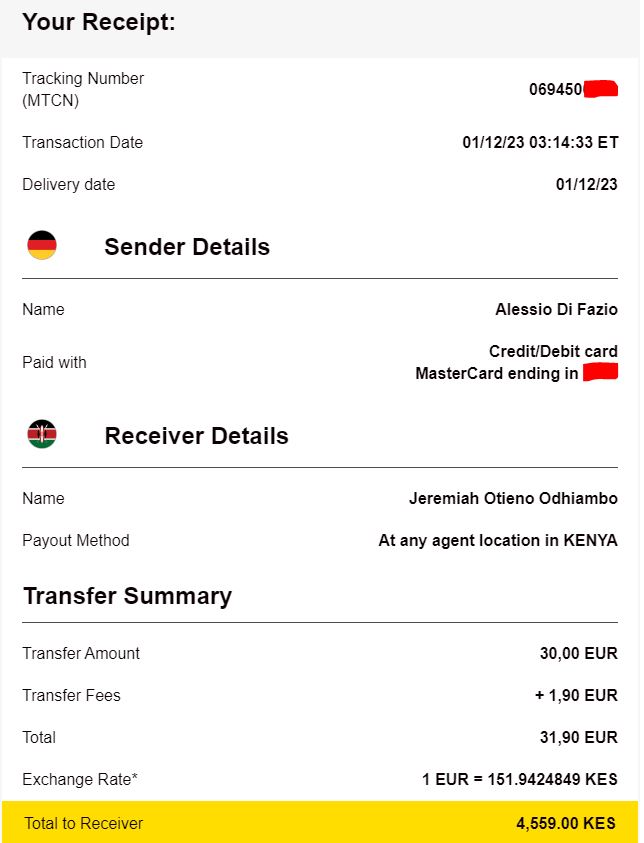 Your Receipt:
Tracking Number
(MTCN)
069450
Transaction Date
01/12/23 03:14:33 ET
Delivery date
01/12/23
Sender Details
Name
Alessio Di Fazio
Paid with
Credit/Debit card
MasterCard ending in
Receiver Details
Name
Jeremiah Otieno Odhiambo
Payout Method
At any agent location in KENYA
Transfer Summary
Transfer Amount
30,00 EUR
Transfer Fees
+ 1,90 EUR
Total
31,90 EUR
Exchange Rate*
1 EUR = 151.9424849 KES
Total to Receiver
4,559.00 KES